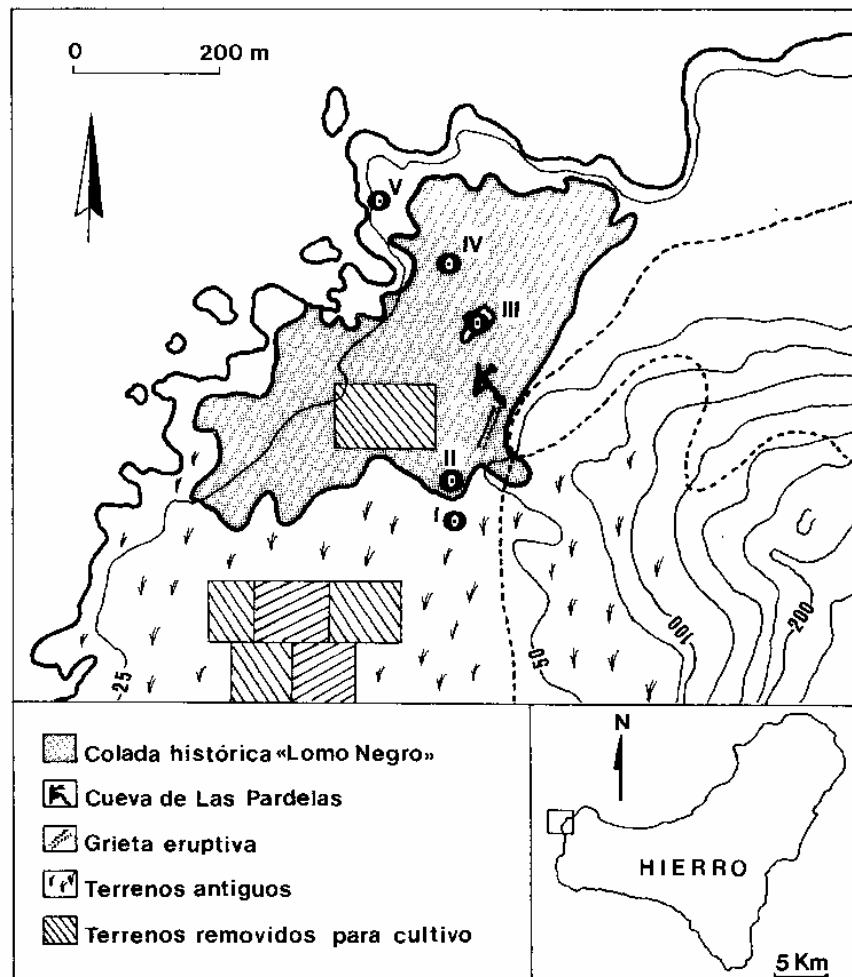 0 200 m
V
IV
III
II
I
25
50
100
200
Colada histórica «Lomo Negro»
Cueva de Las Pardelas
Grieta eruptiva
Terrenos antiguos
Terrenos removidos para cultivo
N
HIERRO
5 Km